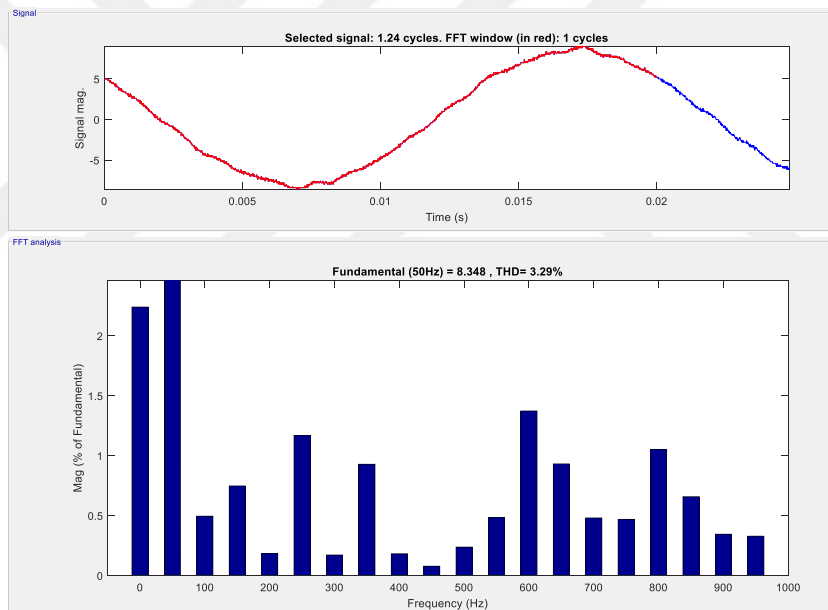 Signal
Selected signal: 1.24 cycles. FFT window (in red): 1 cycles
Signal mag.
5
0
-5
0 0.005 0.01 0.015 0.02
Time (s)
FFT analysis
Fundamental (50Hz) = 8.348 , THD= 3.29%
Mag (% of Fundamental)
2
1.5
1
0.5
0
0 100 200 300 400 500 600 700 800 900 1000
Frequency (Hz)